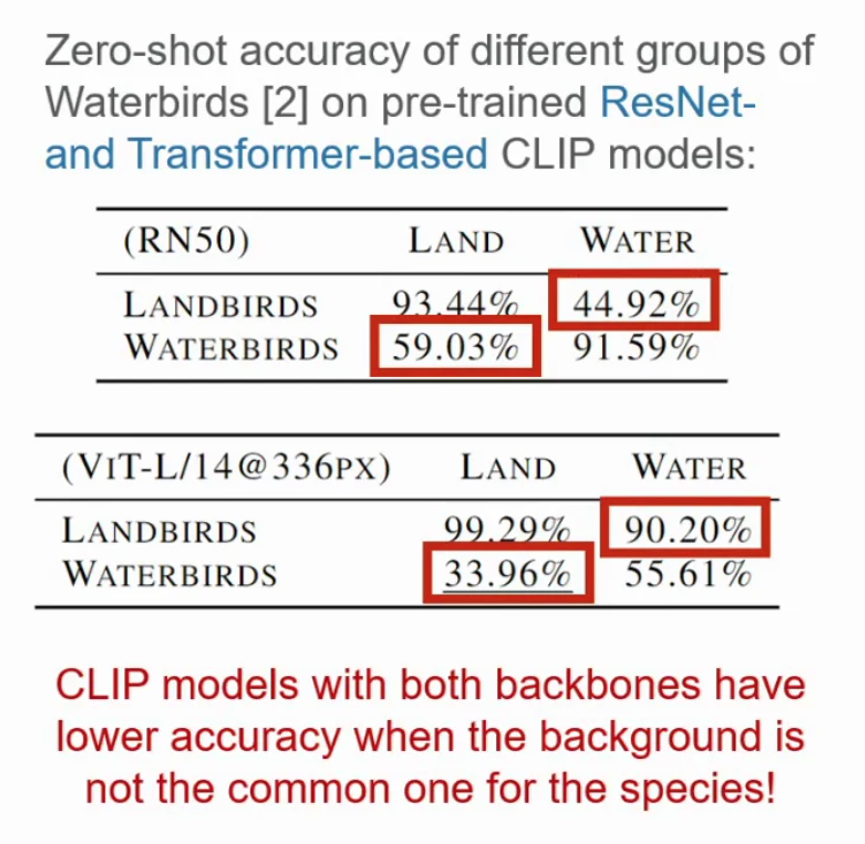 Zero-shot accuracy of different groups of
Waterbirds [2] on pre-trained ResNet-
and Transformer-based CLIP models:
(RN50) LAND WATER
LANDBIRDS 93.44% 44.92%
WATERBIRDS 59.03% 91.59%
(VIT-L/14@336PX) LAND WATER
LANDBIRDS 99.29% 90.20%
WATERBIRDS 33.96% 55.61%
CLIP models with both backbones have
lower accuracy when the background is
not the common one for the species!